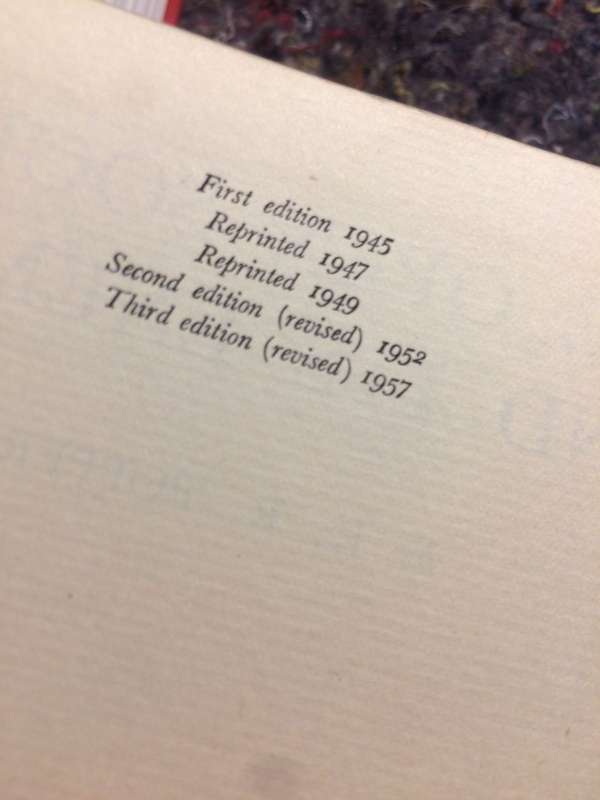 First edition 1945
Reprinted 1947
Reprinted 1949
Second edition (revised) 1952
Third edition (revised) 1957